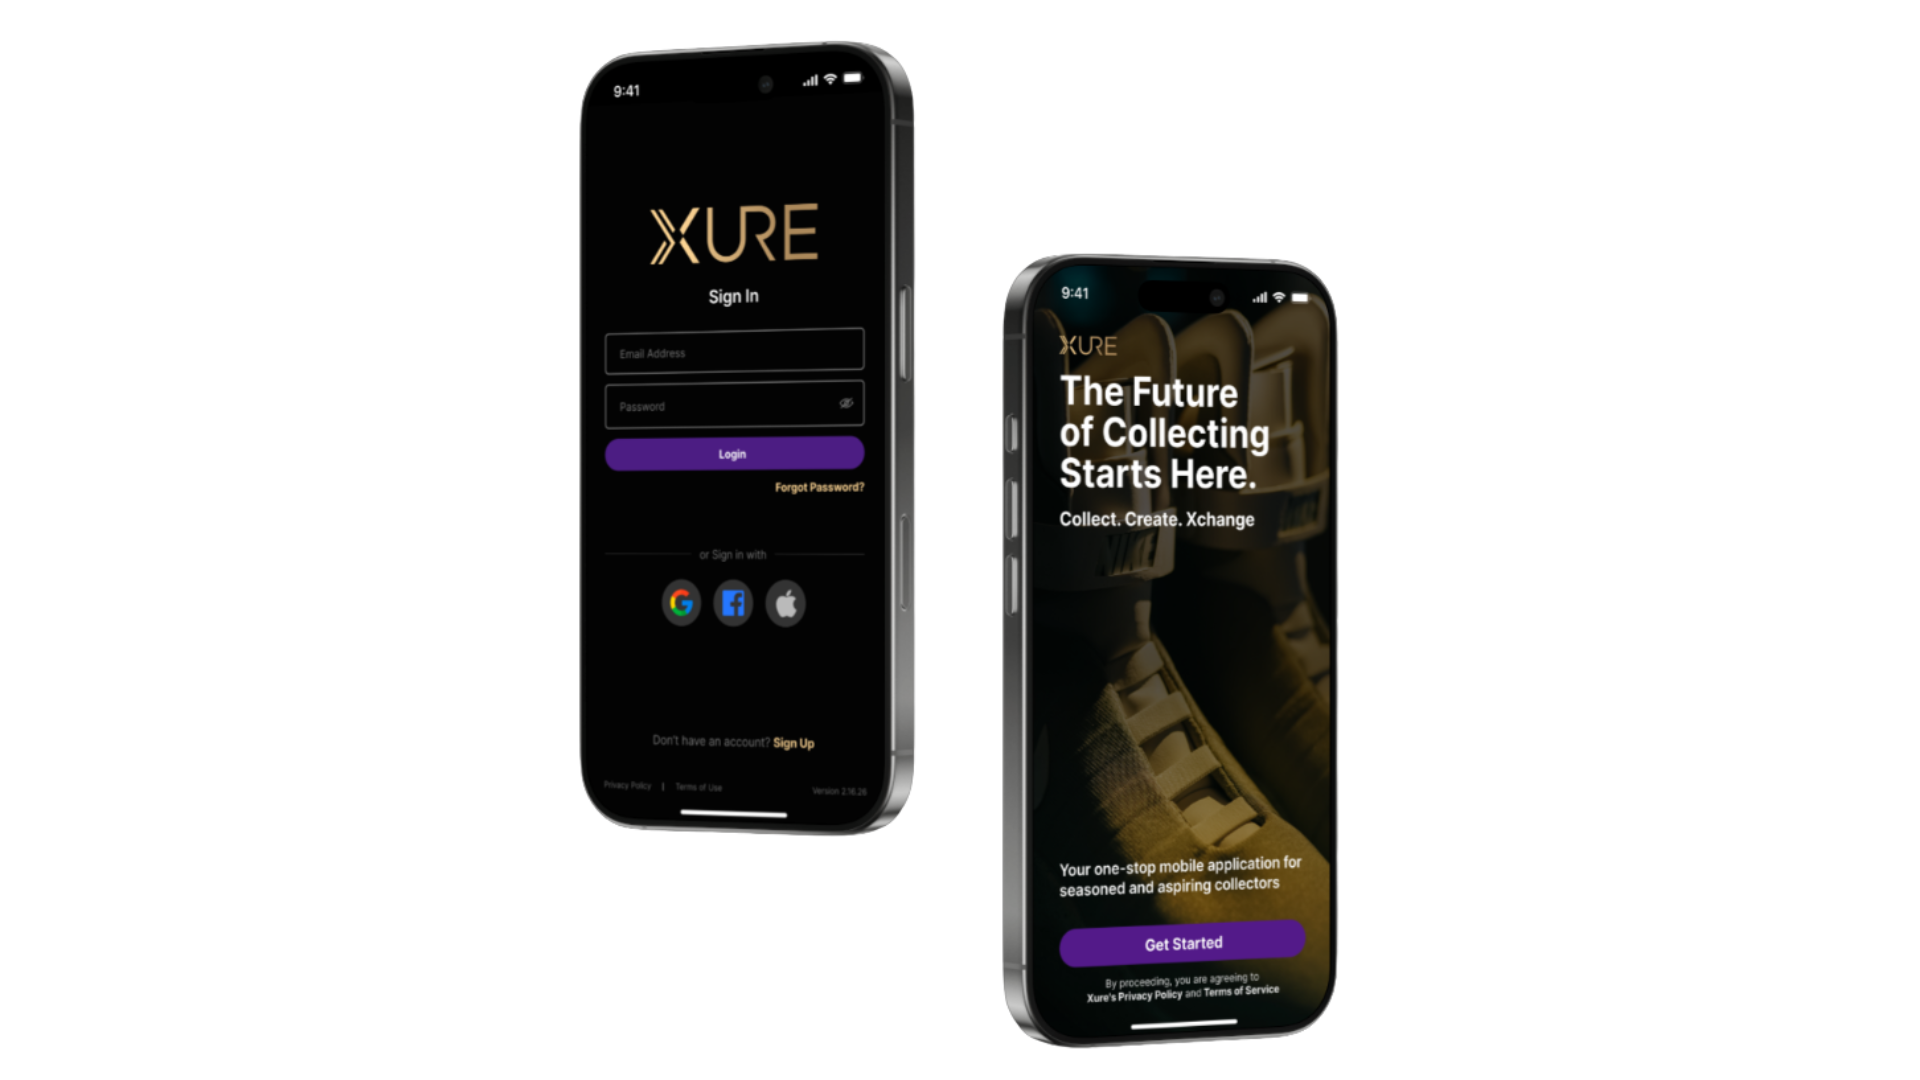 9:41
XURE
Sign In
Email Address
Password
Login
Forgot Password?
or Sign in with
Don't have an account? Sign Up
Privacy Policy | Terms of Use
Version 2.16.26
9:41
XURE
The Future
of Collecting
Starts Here.
Collect. Create. Xchange
NIKE
Your one-stop mobile application for
seasoned and aspiring collectors
Get Started
By proceeding, you are agreeing to
Xure's Privacy Policy and Terms of Service